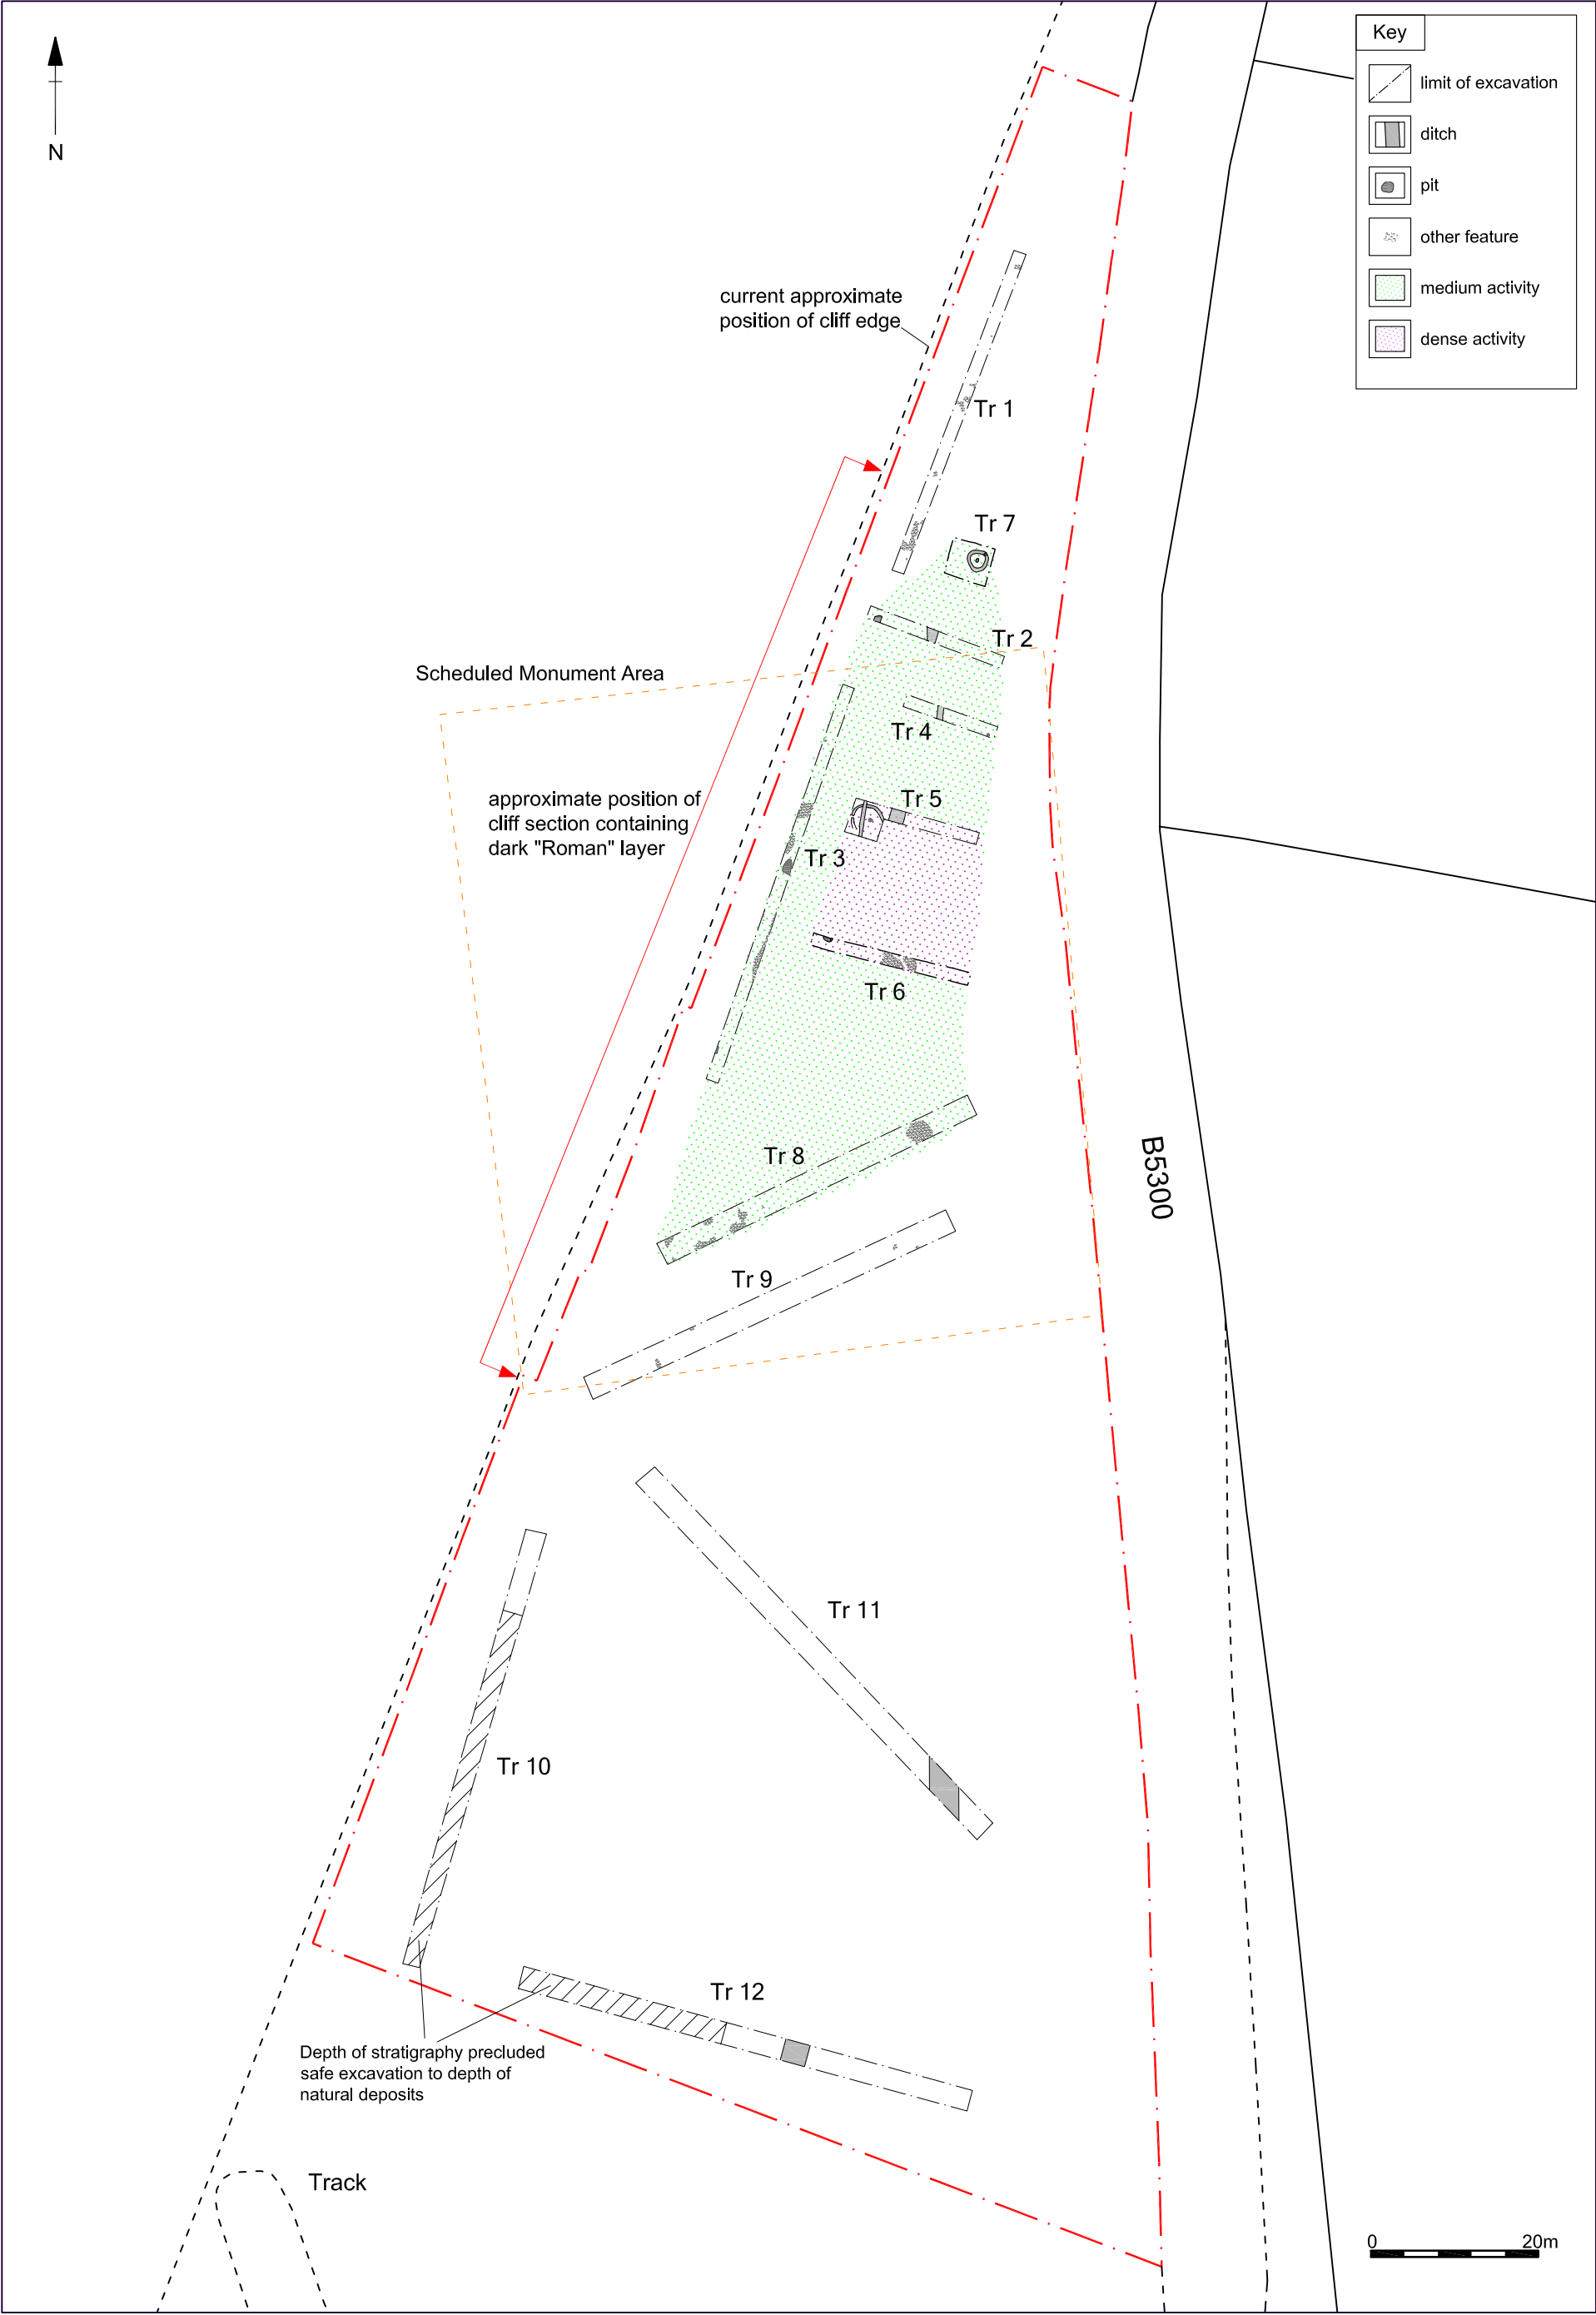 Key
limit of excavation
ditch
pit
other feature
medium activity
dense activity
N
current approximate
position of cliff edge
Tr 1
Tr 7
Tr 2
Scheduled Monument Area
Tr 4
approximate position of
cliff section containing
dark "Roman" layer
Tr 5
Tr 3
Tr 6
Tr 8
B5300
Tr 9
Tr 11
Tr 10
Tr 12
Depth of stratigraphy precluded
safe excavation to depth of
natural deposits
Track
0 20m